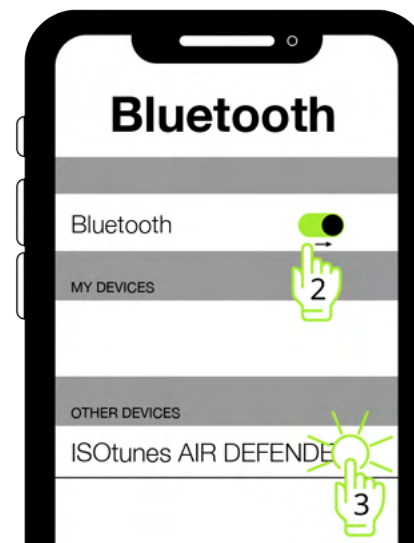 Bluetooth
Bluetooth
2
MY DEVICES
OTHER DEVICES
ISOtunes AIR DEFENDE
3